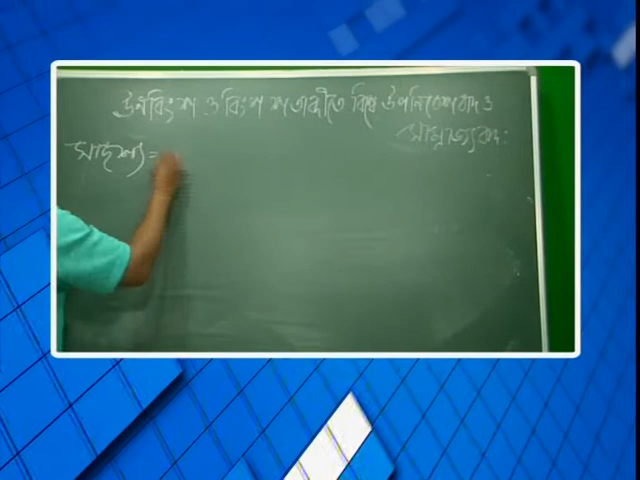 ঊনবিংশ ও বিংশ শতাব্দীতে বিশ্বে উপনিবেশবাদ ও
সাম্রাজ্যবাদ:
সাদৃশ্য =